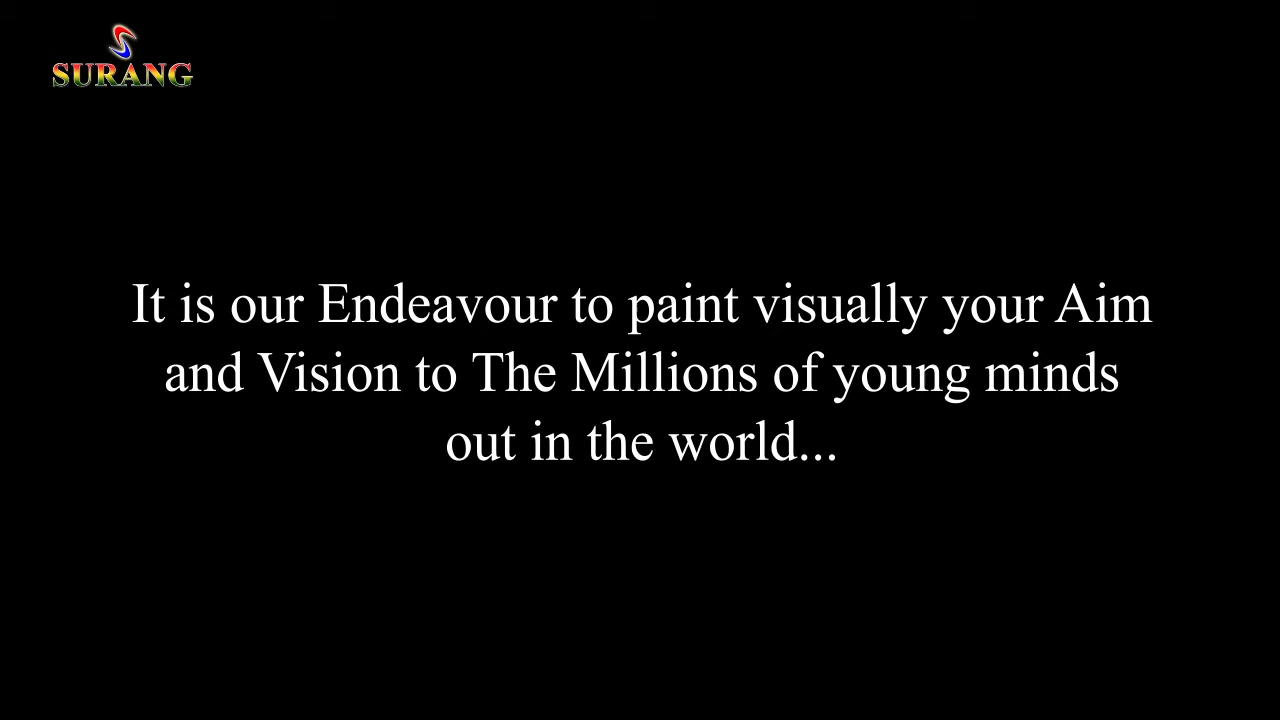 SURANG
It is our Endeavour to paint visually your Aim
and Vision to The Millions of young minds
out in the world...